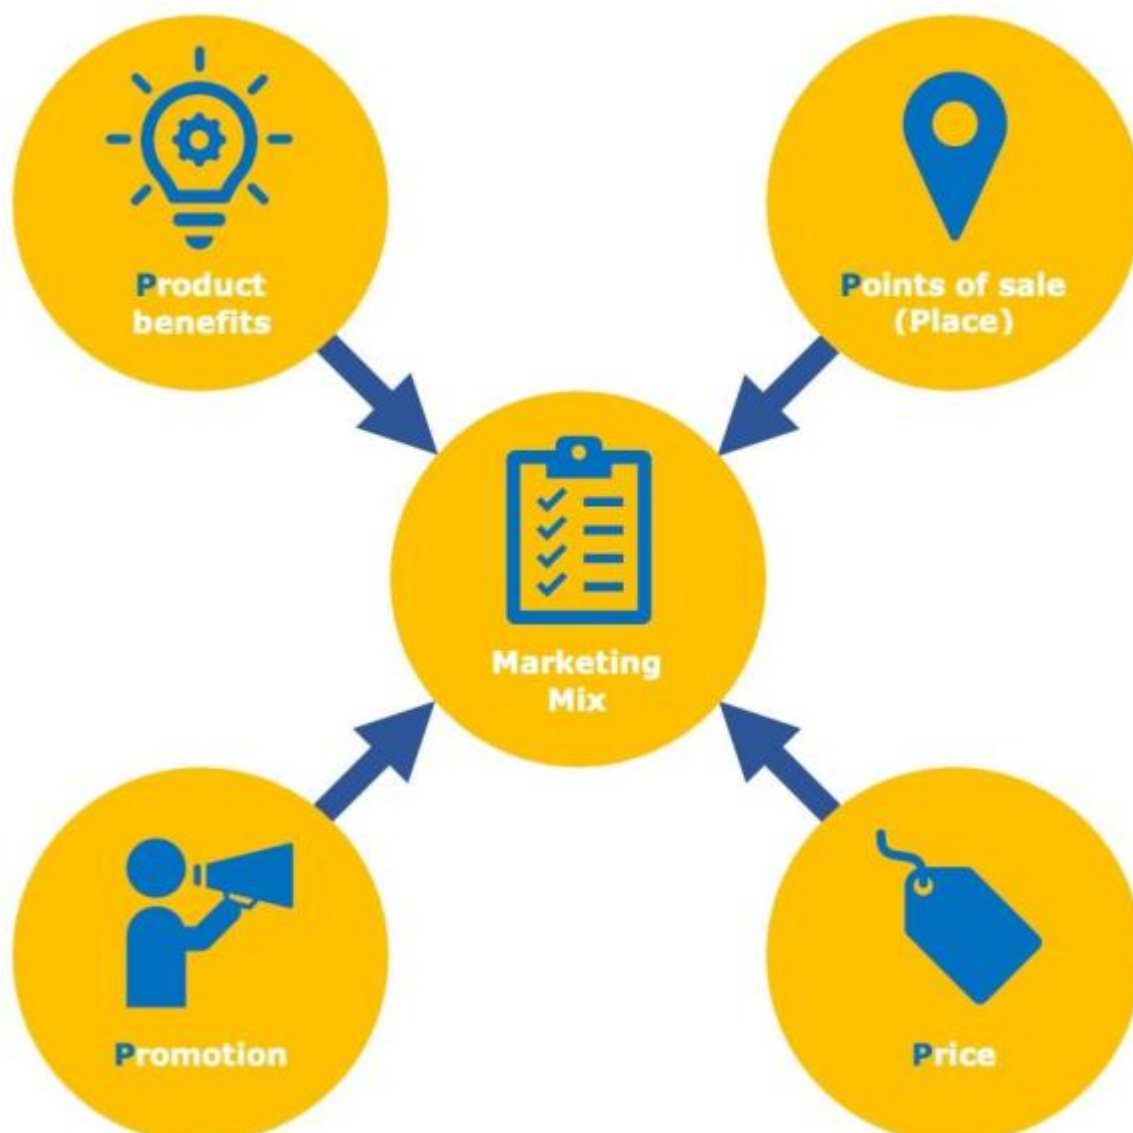 Product
benefits
Points of sale
(Place)
Marketing
Mix
Promotion
Price